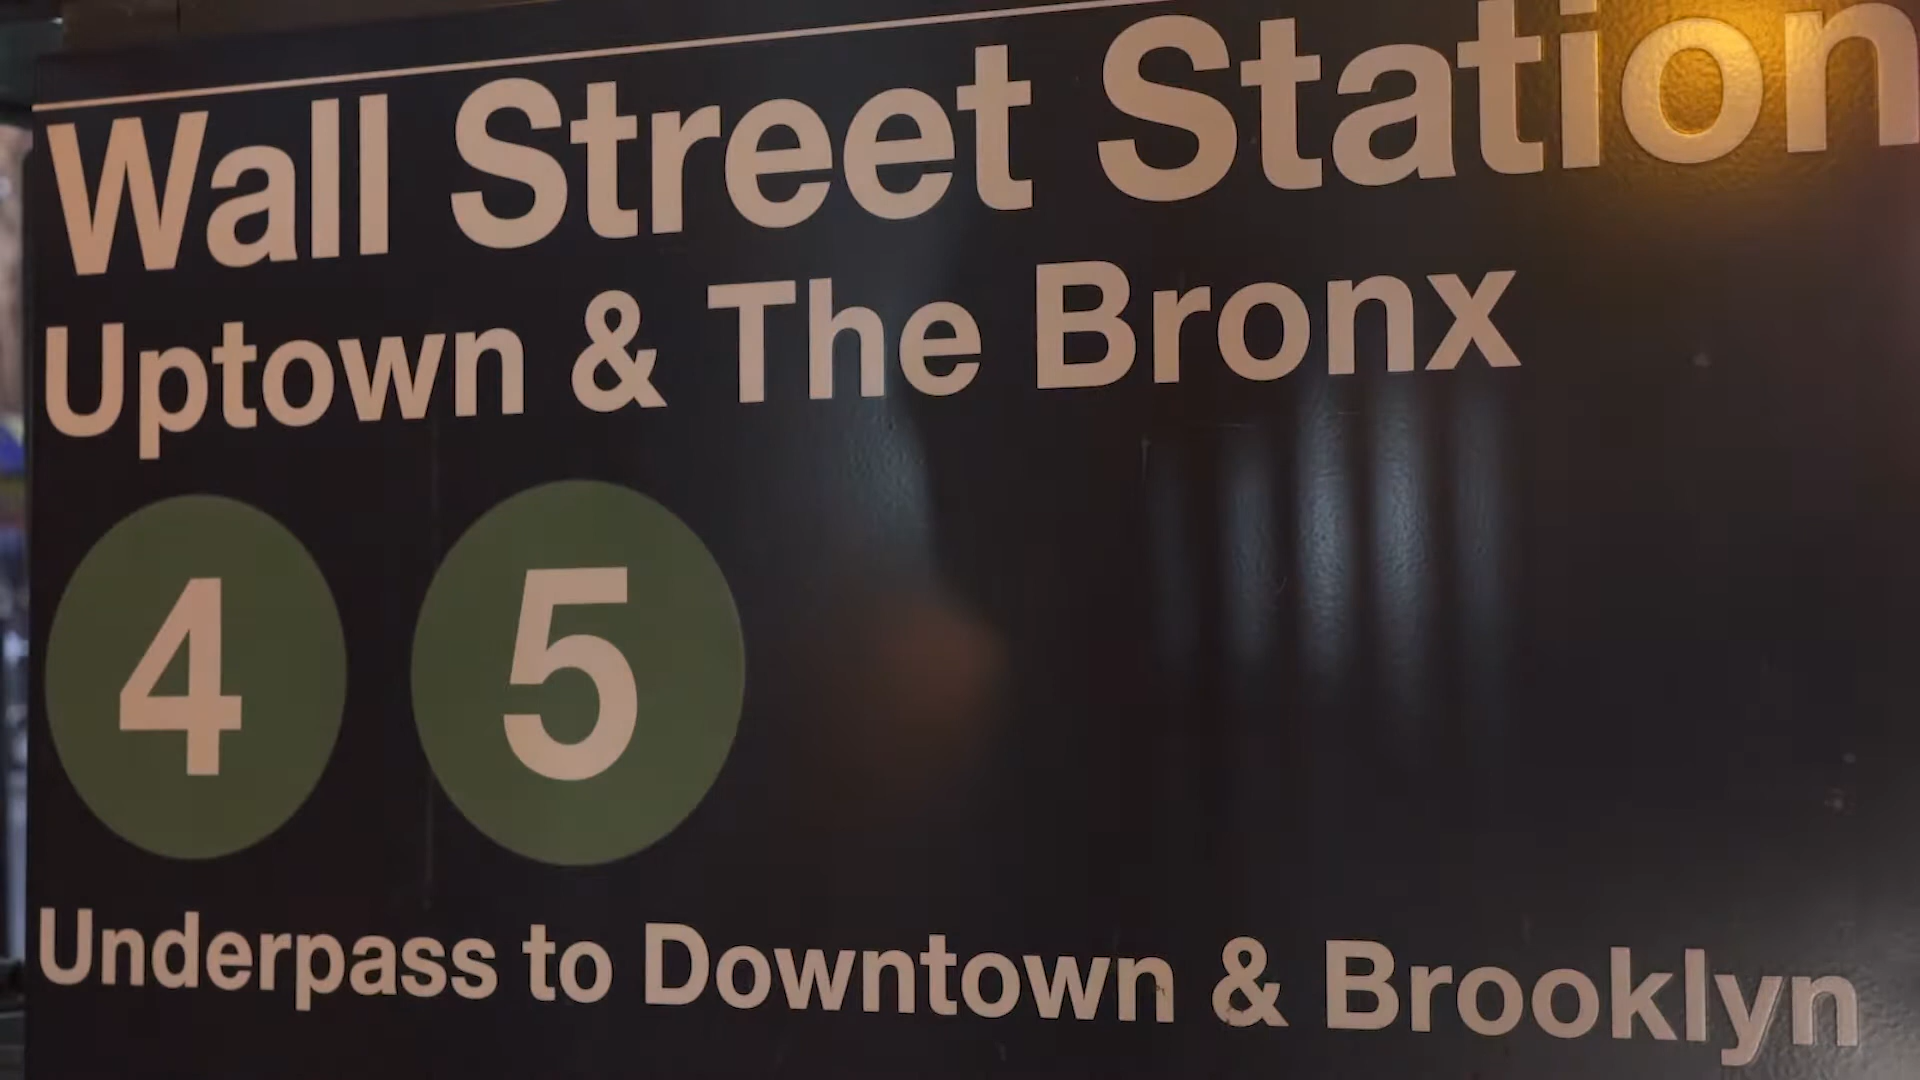 Wall Street Station
Uptown & The Bronx
4 5
Underpass to Downtown & Brooklyn